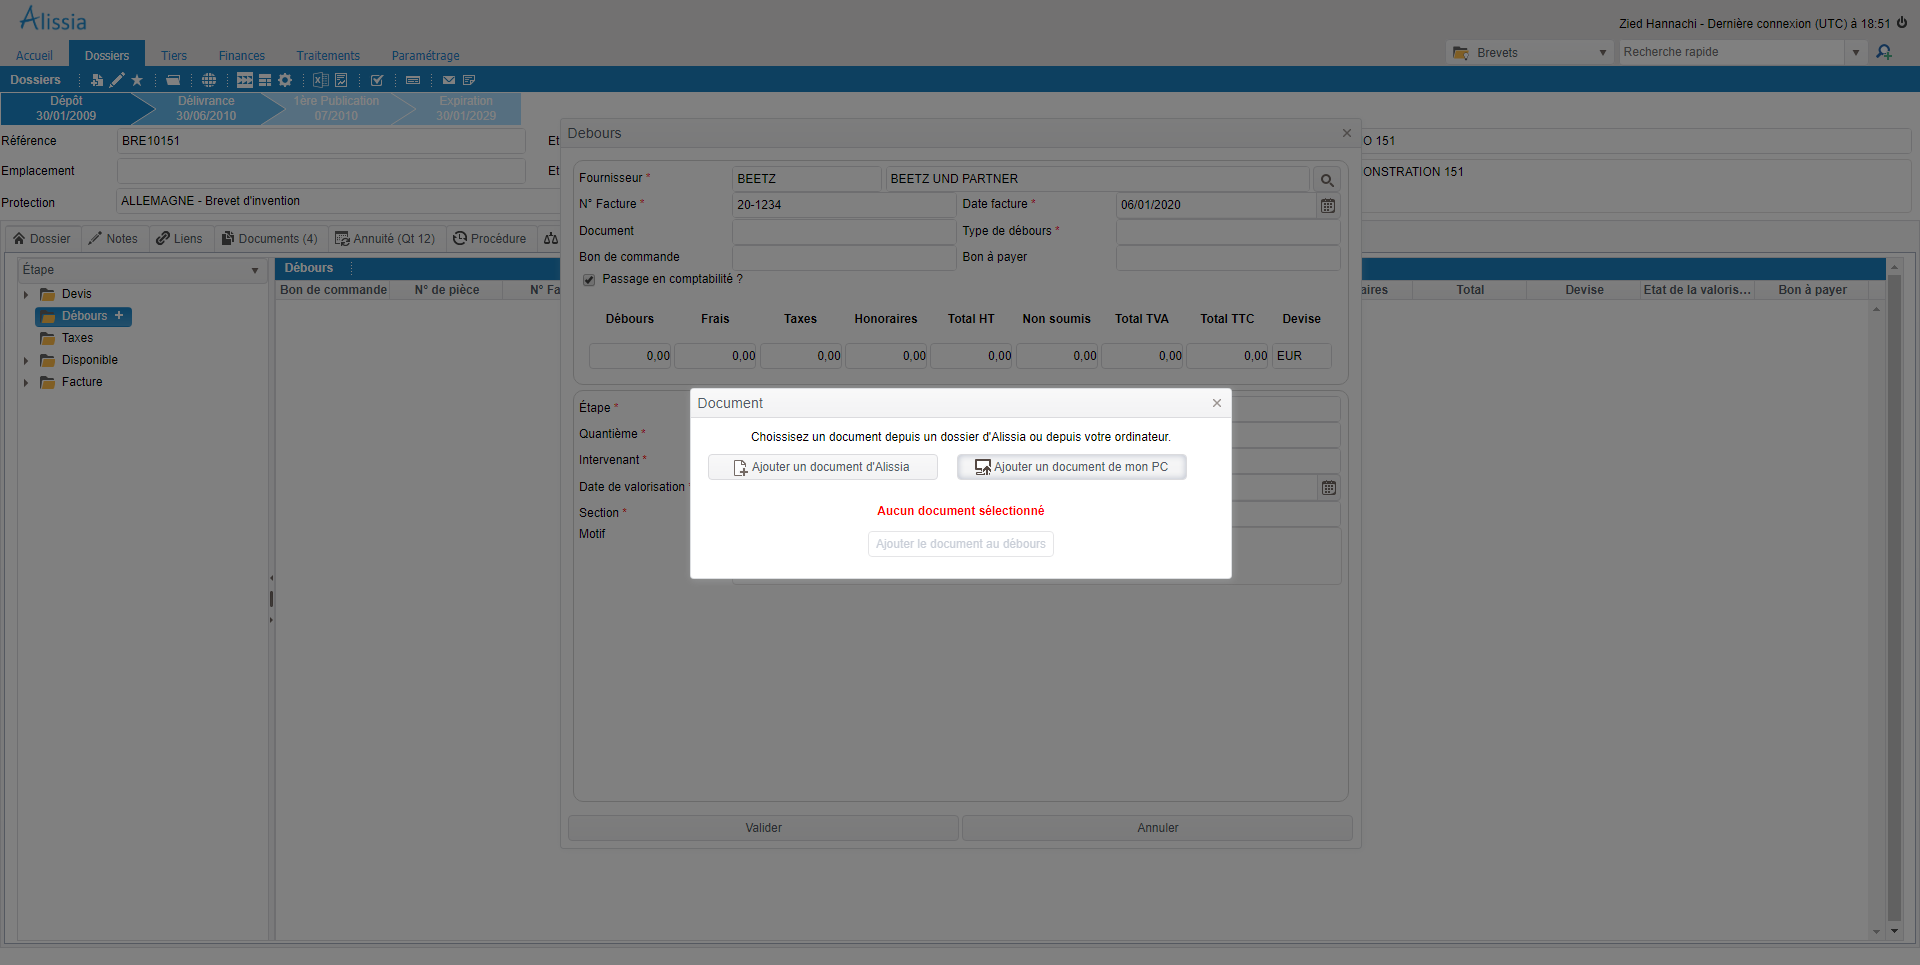 Alissia
Zied Hannachi - Dernière connexion (UTC) à 18:51
Accueil
Dossiers
Tiers
Finances
Traitements
Paramétrage
Brevets
Recherche rapide
Dossiers
Dépôt
30/01/2009
Délivrance
30/06/2010
1ère Publication
07/2010
Expiration
30/01/2029
Référence
BRE10151
Et
O 151
Emplacement
Et
ONSTRATION 151
Protection
ALLEMAGNE - Brevet d'invention
Dossier
Notes
Liens
Documents (4)
Annuité (Qt 12)
Procédure
Étape
Devis
Débours +
Taxes
Disponible
Facture
Débours
Bon de commande
N° de pièce
N° Fa
aires
Total
Devise
Etat de la valoris...
Bon à payer
Debours
Fournisseur *
BEETZ
BEETZ UND PARTNER
N° Facture *
20-1234
Date facture *
06/01/2020
Document
Type de débours *
Bon de commande
Bon à payer
Passage en comptabilité ?
Débours
Frais
Taxes
Honoraires
Total HT
Non soumis
Total TVA
Total TTC
Devise
0,00
0,00
0,00
0,00
0,00
0,00
0,00
0,00
EUR
Étape *
Quantième *
Intervenant *
Date de valorisation
Section *
Motif
Valider
Annuler
Document
Choissisez un document depuis un dossier d'Alissia ou depuis votre ordinateur.
Ajouter un document d'Alissia
Ajouter un document de mon PC
Aucun document sélectionné
Ajouter le document au débours